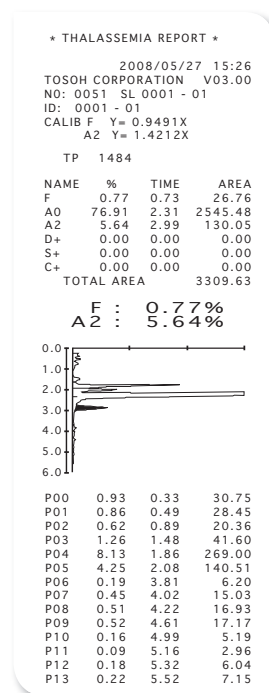 * THALASSEMIA REPORT *
2008/05/27 15:26
TOSOH CORPORATION V03.00
N0: 0051 SL 0001 - 01
ID: 0001 - 01
CALIB F Y= 0.9491X
A2 Y= 1.4212X
TP 1484
NAME % TIME AREA
F 0.77 0.73 26.76
A0 76.91 2.31 2545.48
A2 5.64 2.99 130.05
D+ 0.00 0.00 0.00
S+ 0.00 0.00 0.00
C+ 0.00 0.00 0.00
TOTAL AREA 3309.63
F : 0.77%
A2 : 5.64%
0.0
1.0
2.0
3.0
4.0
5.0
6.0
P00 0.93 0.33 30.75
P01 0.86 0.49 28.45
P02 0.62 0.89 20.36
P03 1.26 1.48 41.60
P04 8.13 1.86 269.00
P05 4.25 2.08 140.51
P06 0.19 3.81 6.20
P07 0.45 4.02 15.03
P08 0.51 4.22 16.93
P09 0.52 4.61 17.17
P10 0.16 4.99 5.19
P11 0.09 5.16 2.96
P12 0.18 5.32 6.04
P13 0.22 5.52 7.15